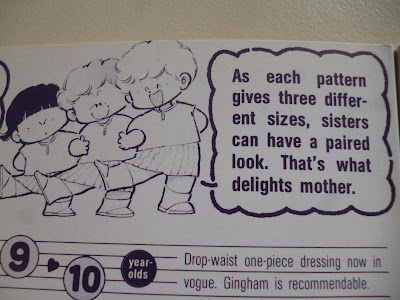 As each pattern
gives three differ-
ent sizes, sisters
can have a paired
look. That's what
delights mother.
6
9 10 year-
olds
Drop-waist one-piece dressing now in
vogue. Gingham is recommendable.